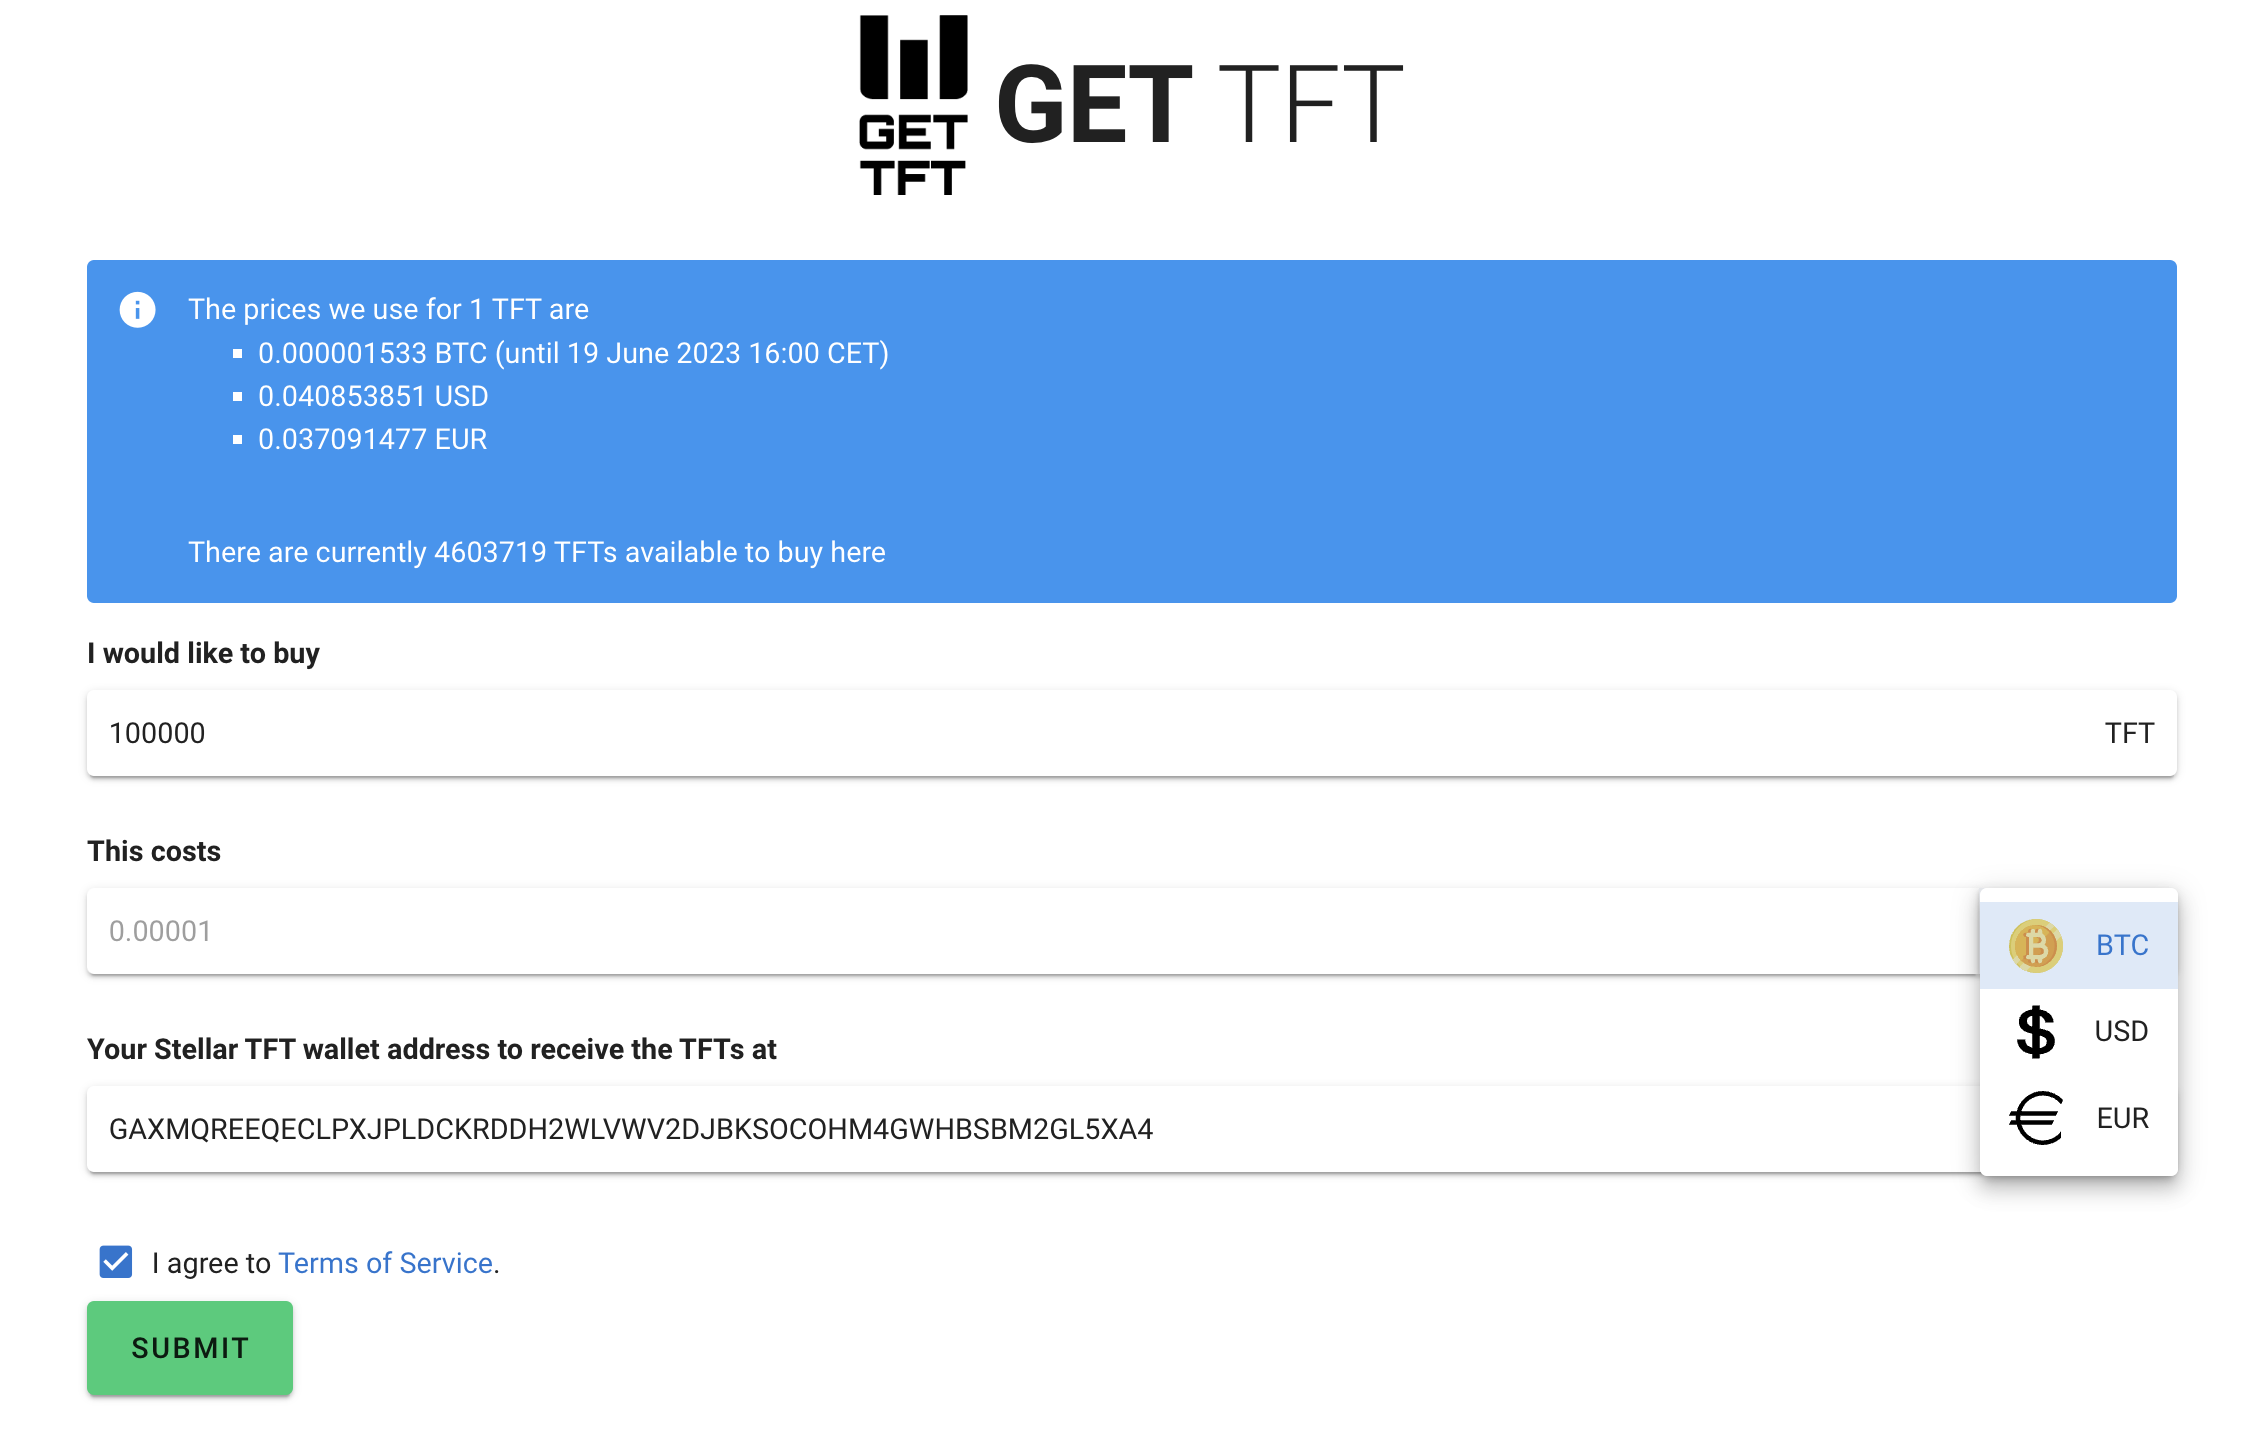 GET
TFT
GET TFT
The prices we use for 1 TFT are
0.000001533 BTC (until 19 June 2023 16:00 CET)
0.040853851 USD
0.037091477 EUR
There are currently 4603719 TFTs available to buy here
I would like to buy
100000 TFT
This costs
0.00001
BTC
USD
EUR
Your Stellar TFT wallet address to receive the TFTs at
GAXMQREEQECLPXJPLDCKRDDH2WLVWV2DJBKSOCOHM4GWHBSBM2GL5XA4
I agree to Terms of Service.
SUBMIT